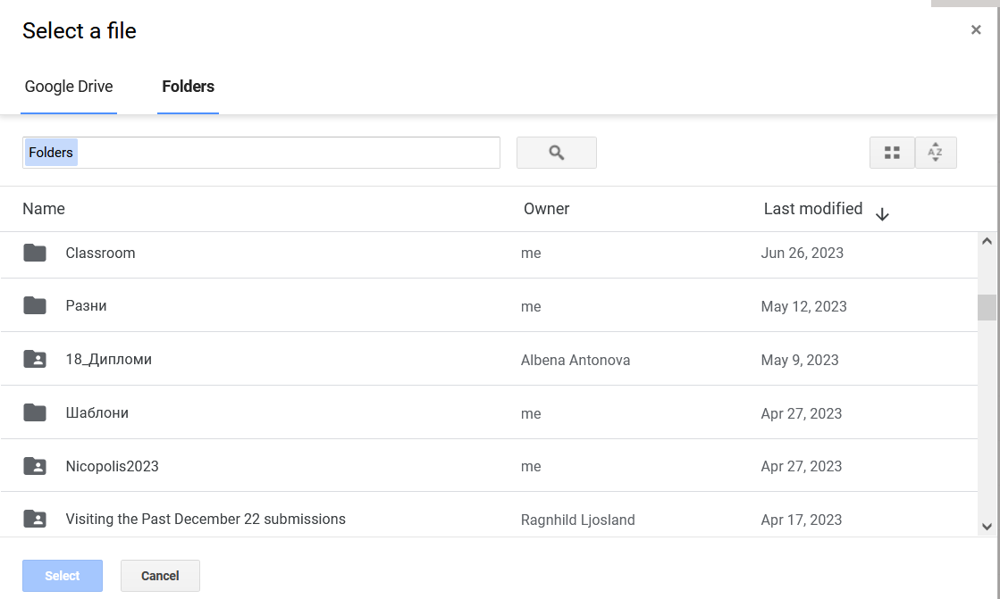 Select a file
Google Drive Folders
Folders
AZ
Name Owner Last modified
Classroom me Jun 26, 2023
Разни me May 12, 2023
18_Дипломи Albena Antonova May 9, 2023
Шаблони me Apr 27, 2023
Nicopolis2023 me Apr 27, 2023
Visiting the Past December 22 submissions Ragnhild Ljosland Apr 17, 2023
Select Cancel